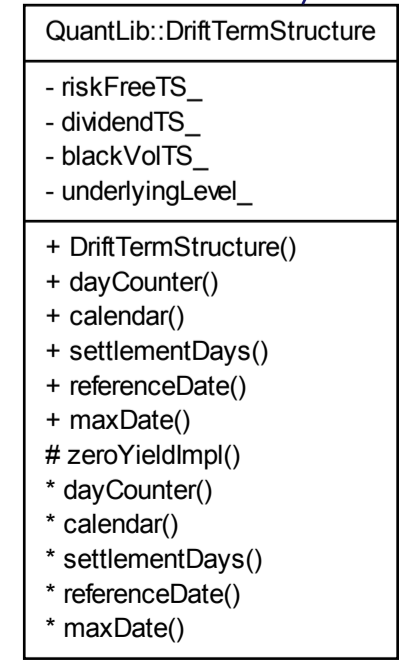 QuantLib::DriftTermStructure
- riskFreeTS_
- dividendTS_
- blackVolTS_
- underlyingLevel_
+ DriftTermStructure()
+ dayCounter()
+ calendar()
+ settlementDays()
+ referenceDate()
+ maxDate()
# zeroYieldImpl()
* dayCounter()
* calendar()
* settlementDays()
* referenceDate()
* maxDate()